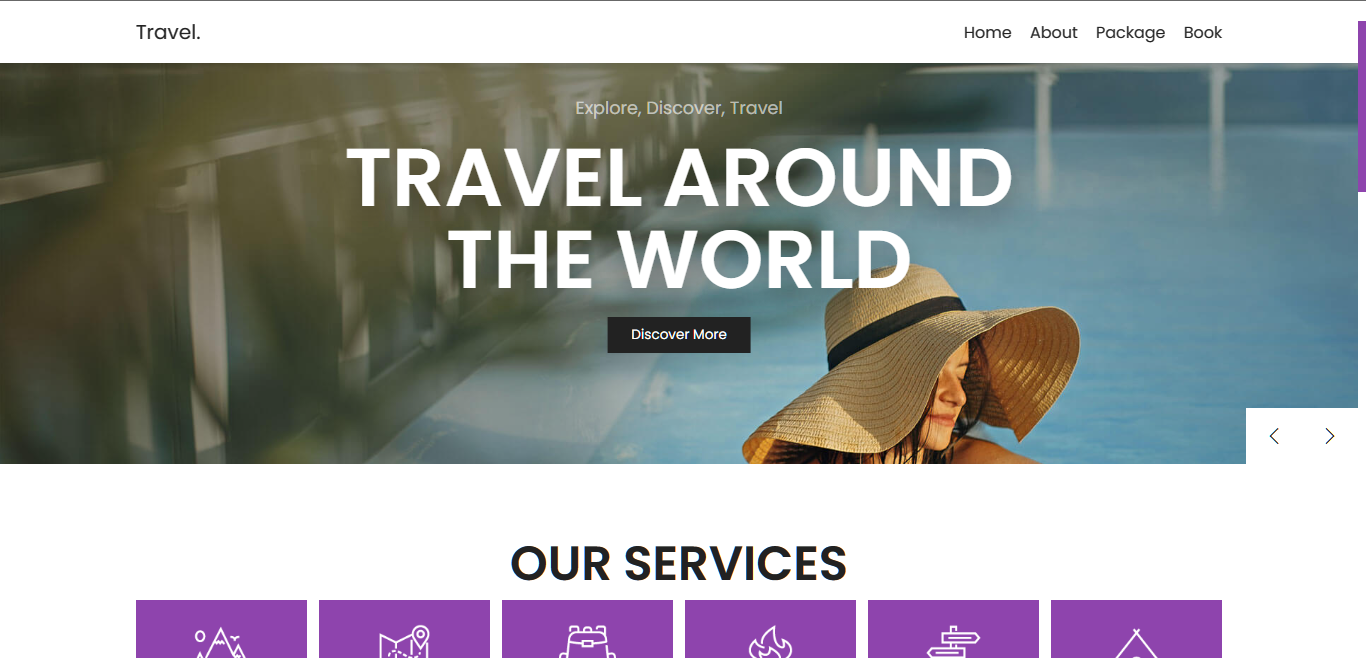 Travel.
Home About Package Book
Explore, Discover, Travel
TRAVEL AROUND
THE WORLD
Discover More
OUR SERVICES